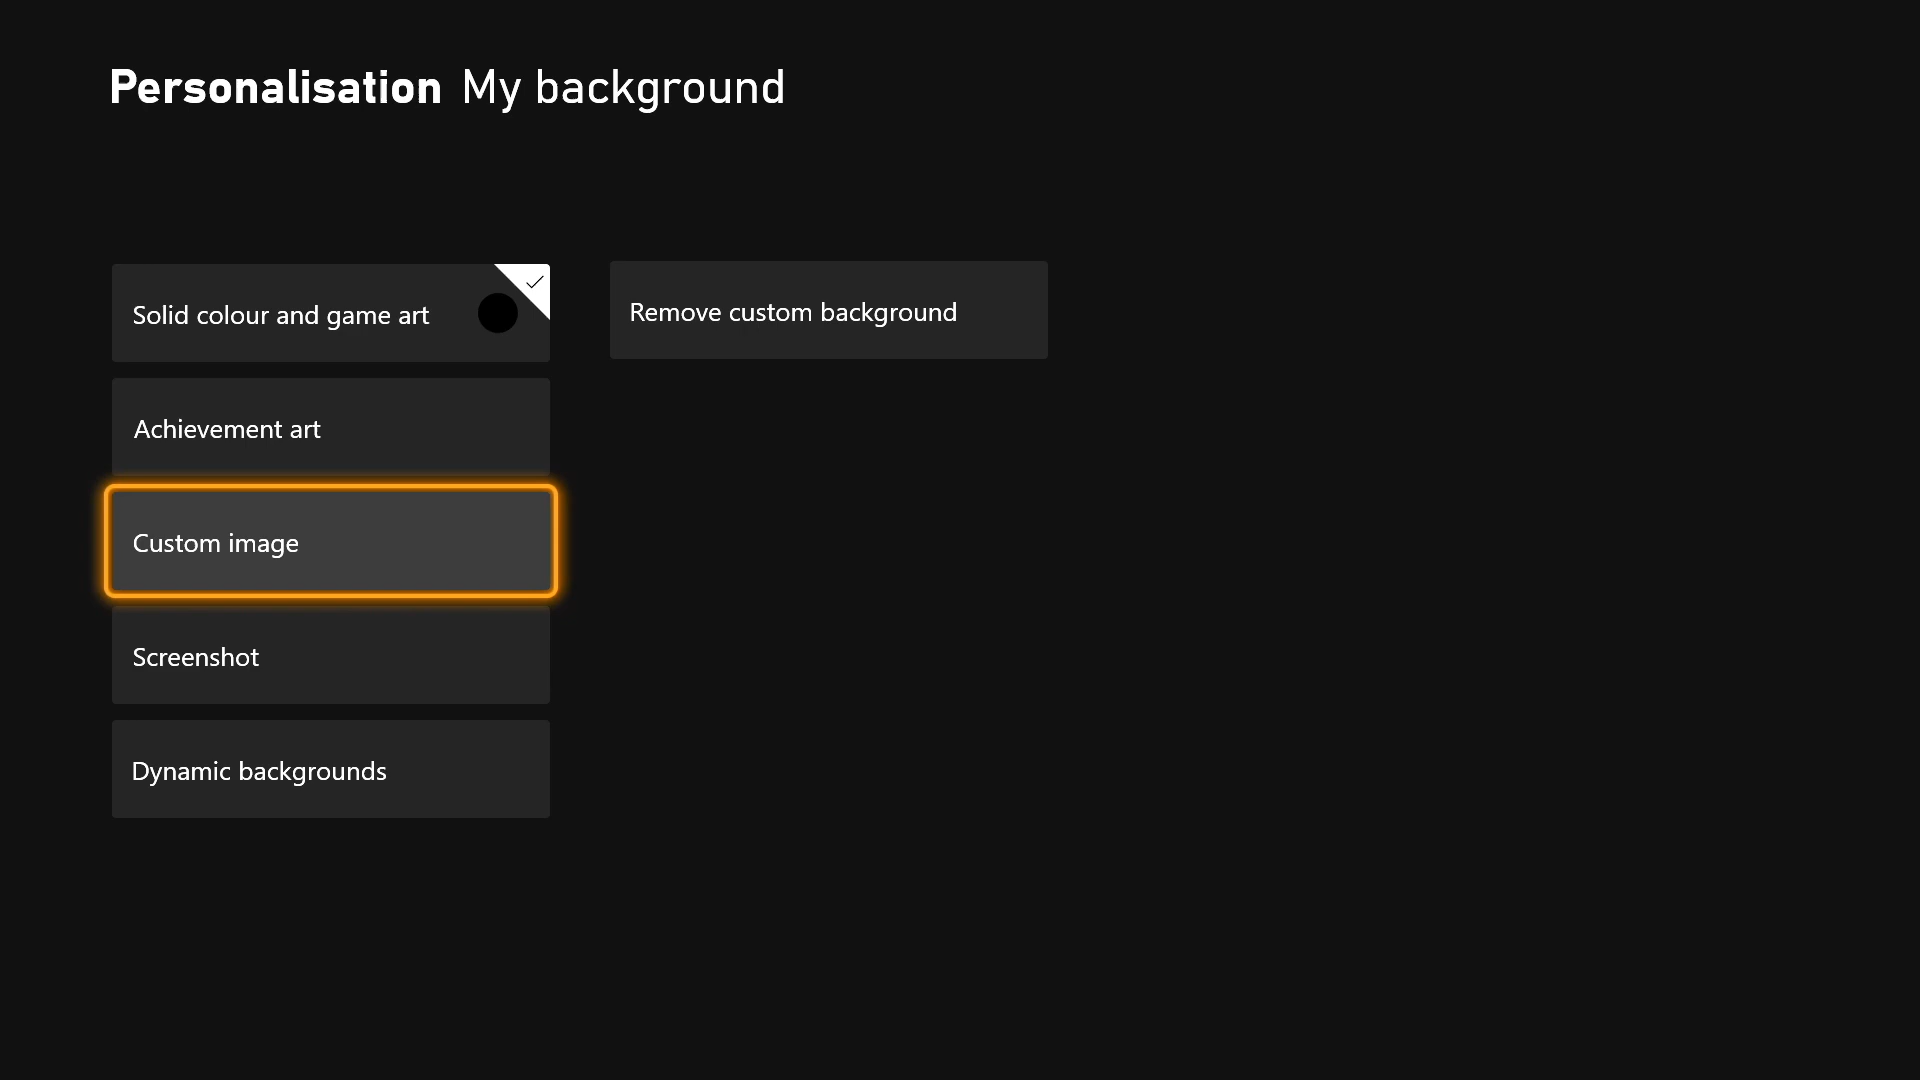 Personalisation My background
Solid colour and game art
Remove custom background
Achievement art
Custom image
Screenshot
Dynamic backgrounds